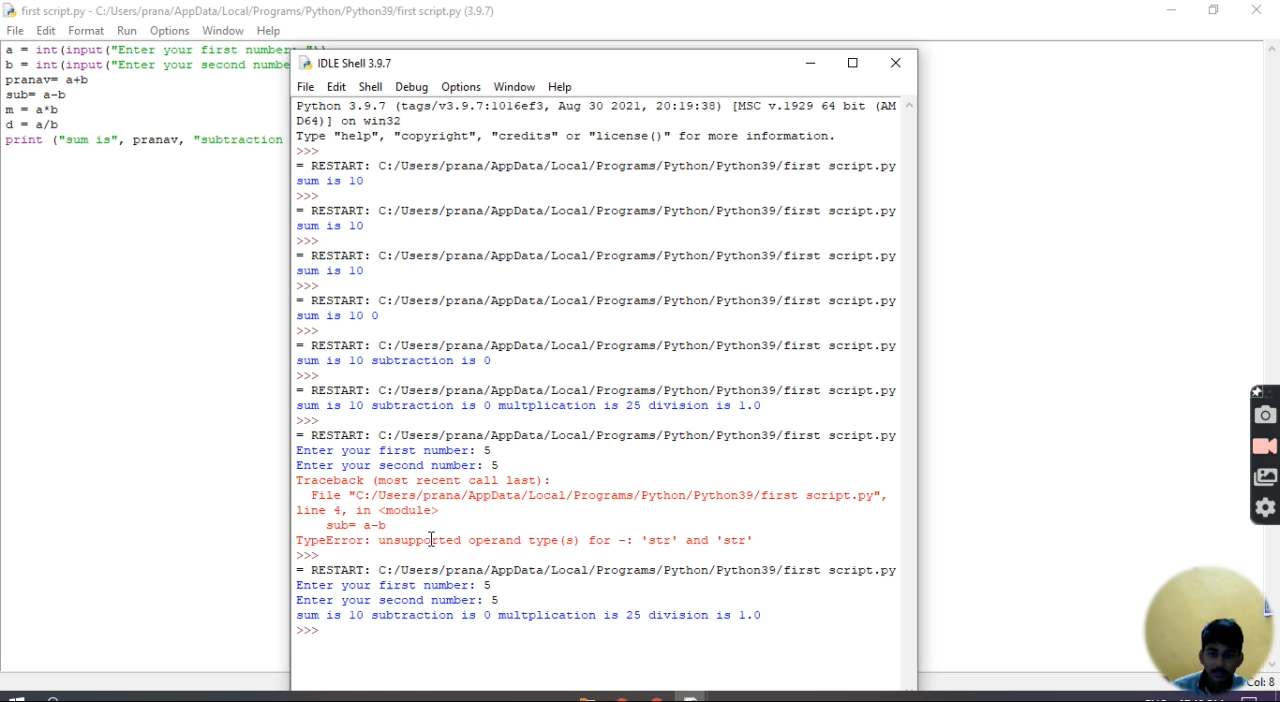 first script.py - C:/Users/prana/AppData/Local/Programs/Python/Python39/first script.py (3.9.7)
File Edit Format Run Options Window Help
a = int(input("Enter your first number: "))
b = int(input("Enter your second numbe
pranav= a+b
sub= a-b
m = a*b
d = a/b
print ("sum is", pranav, "subtraction
IDLE Shell 3.9.7
File Edit Shell Debug Options Window Help
Python 3.9.7 (tags/v3.9.7:1016ef3, Aug 30 2021, 20:19:38) [MSC v.1929 64 bit (AM
D64)] on win32
Type "help", "copyright", "credits" or "license()" for more information.
>>>
= RESTART: C:/Users/prana/AppData/Local/Programs/Python/Python39/first script.py
sum is 10
>>>
= RESTART: C:/Users/prana/AppData/Local/Programs/Python/Python39/first script.py
sum is 10
>>>
= RESTART: C:/Users/prana/AppData/Local/Programs/Python/Python39/first script.py
sum is 10
>>>
= RESTART: C:/Users/prana/AppData/Local/Programs/Python/Python39/first script.py
sum is 10 0
>>>
= RESTART: C:/Users/prana/AppData/Local/Programs/Python/Python39/first script.py
sum is 10 subtraction is 0
>>>
= RESTART: C:/Users/prana/AppData/Local/Programs/Python/Python39/first script.py
sum is 10 subtraction is 0 multplication is 25 division is 1.0
>>>
= RESTART: C:/Users/prana/AppData/Local/Programs/Python/Python39/first script.py
Enter your first number: 5
Enter your second number: 5
Traceback (most recent call last):
File "C:/Users/prana/AppData/Local/Programs/Python/Python39/first script.py",
line 4, in <module>
sub= a-b
TypeError: unsupported operand type(s) for -: 'str' and 'str'
>>>
= RESTART: C:/Users/prana/AppData/Local/Programs/Python/Python39/first script.py
Enter your first number: 5
Enter your second number: 5
sum is 10 subtraction is 0 multplication is 25 division is 1.0
>>>
Col: 8